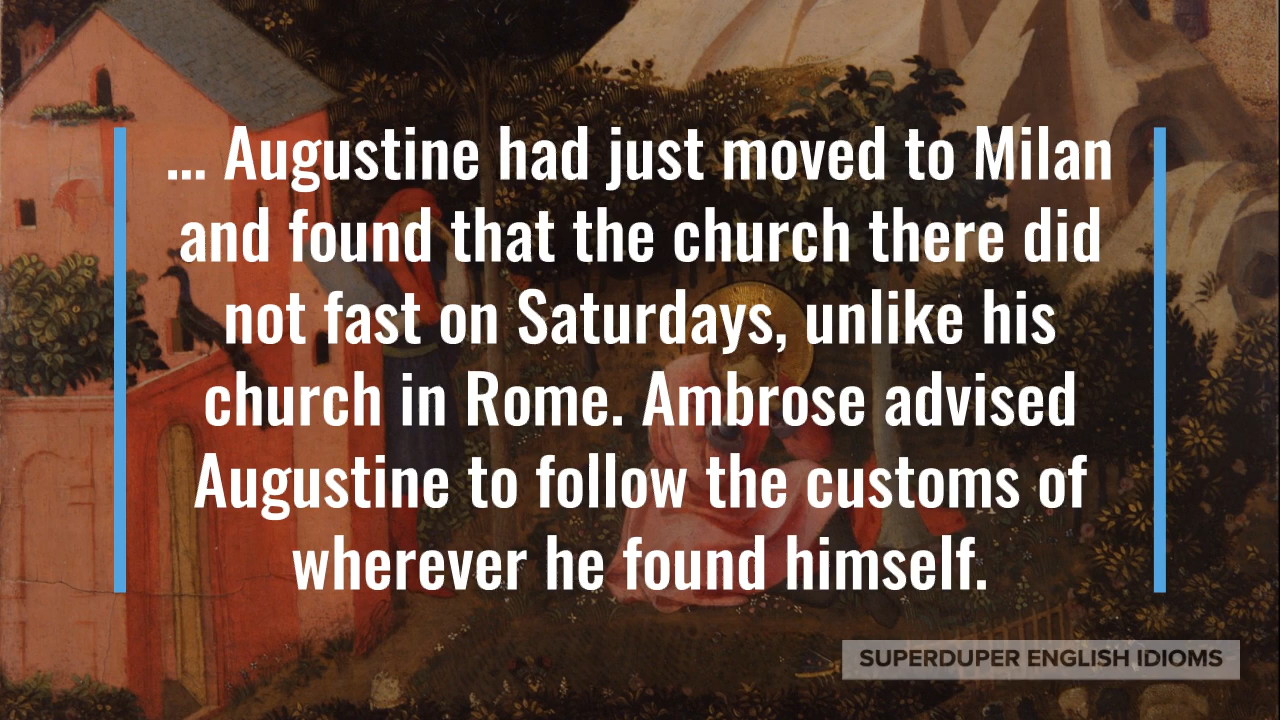 ... Augustine had just moved to Milan
and found that the church there did
not fast on Saturdays, unlike his
church in Rome. Ambrose advised
Augustine to follow the customs of
wherever he found himself.
SUPERDUPER ENGLISH IDIOMS